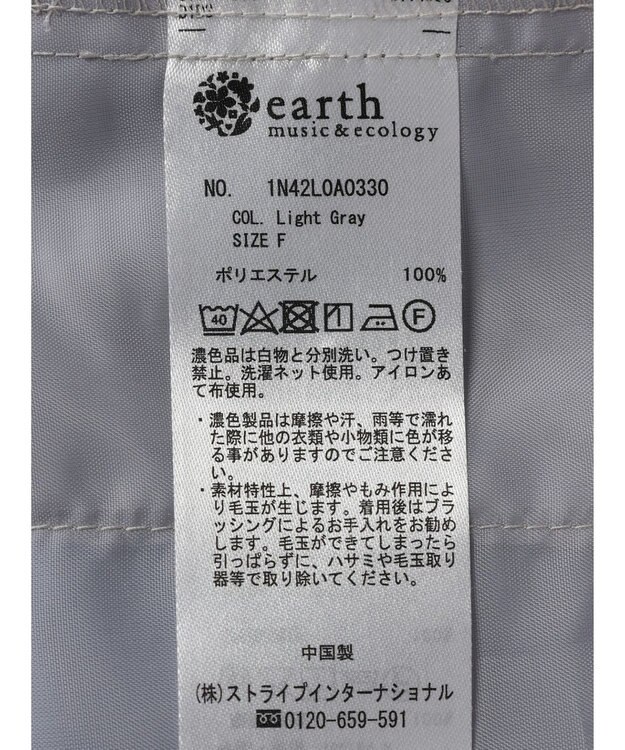 earth
music&ecology
NO. 1N42L0A0330
COL. Light Gray
SIZE F
ポリエステル 100%
40 F
濃色品は白物と分別洗い。つけ置き
禁止。洗濯ネット使用。アイロンあ
て布使用。
・濃色製品は摩擦や汗、雨等で濡れ
た際に他の衣類や小物類に色が移
る事がありますのでご注意くださ
い。
・素材特性上、摩擦やもみ作用によ
り毛玉が生じます。着用後はブラ
ッシングによるお手入れをお勧め
します。毛玉ができてしまったら
引っぱらずに、ハサミや毛玉取り
器等で取り除いてください。
中国製
(株)ストライプインターナショナル
0120-659-591